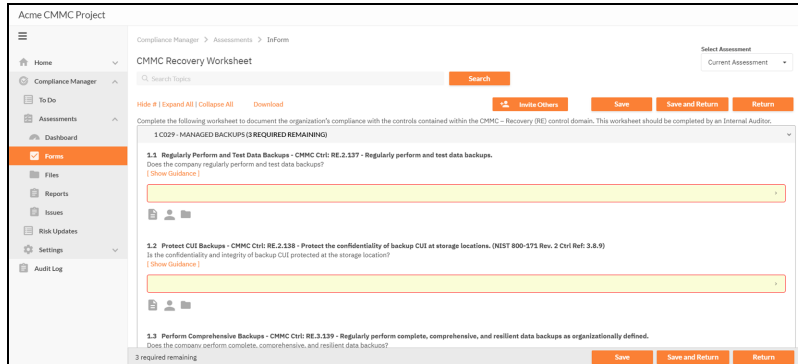 Acme CMMC Project
Compliance Manager > Assessments > InForm
Select Assessment
Home
CMMC Recovery Worksheet
Current Assessment
Compliance Manager
Search Topics
Search
To Do
Assessments
Hide # | Expand All | Collapse All Download
Invite Others Save Save and Return Return
Complete the following worksheet to document the organization's compliance with the controls contained within the CMMC – Recovery (RE) control domain. This worksheet should be completed by an Internal Auditor.
Dashboard
1 C029 - MANAGED BACKUPS (3 REQUIRED REMAINING)
Forms
1.1 Regularly Perform and Test Data Backups - CMMC Ctrl: RE.2.137 - Regularly perform and test data backups.
Does the company regularly perform and test data backups?
Files
[ Show Guidance ]
Reports
Issues
Risk Updates
1.2 Protect CUI Backups - CMMC Ctrl: RE.2.138 - Protect the confidentiality of backup CUI at storage locations. (NIST 800-171 Rev. 2 Ctrl Ref: 3.8.9)
Settings
Is the confidentiality and integrity of backup CUI protected at the storage location?
[ Show Guidance ]
Audit Log
1.3 Perform Comprehensive Backups - CMMC Ctrl: RE.3.139 - Regularly perform complete, comprehensive, and resilient data backups as organizationally defined.
Does the company perform complete, comprehensive, and resilient data backups?
3 required remaining
Save Save and Return Return